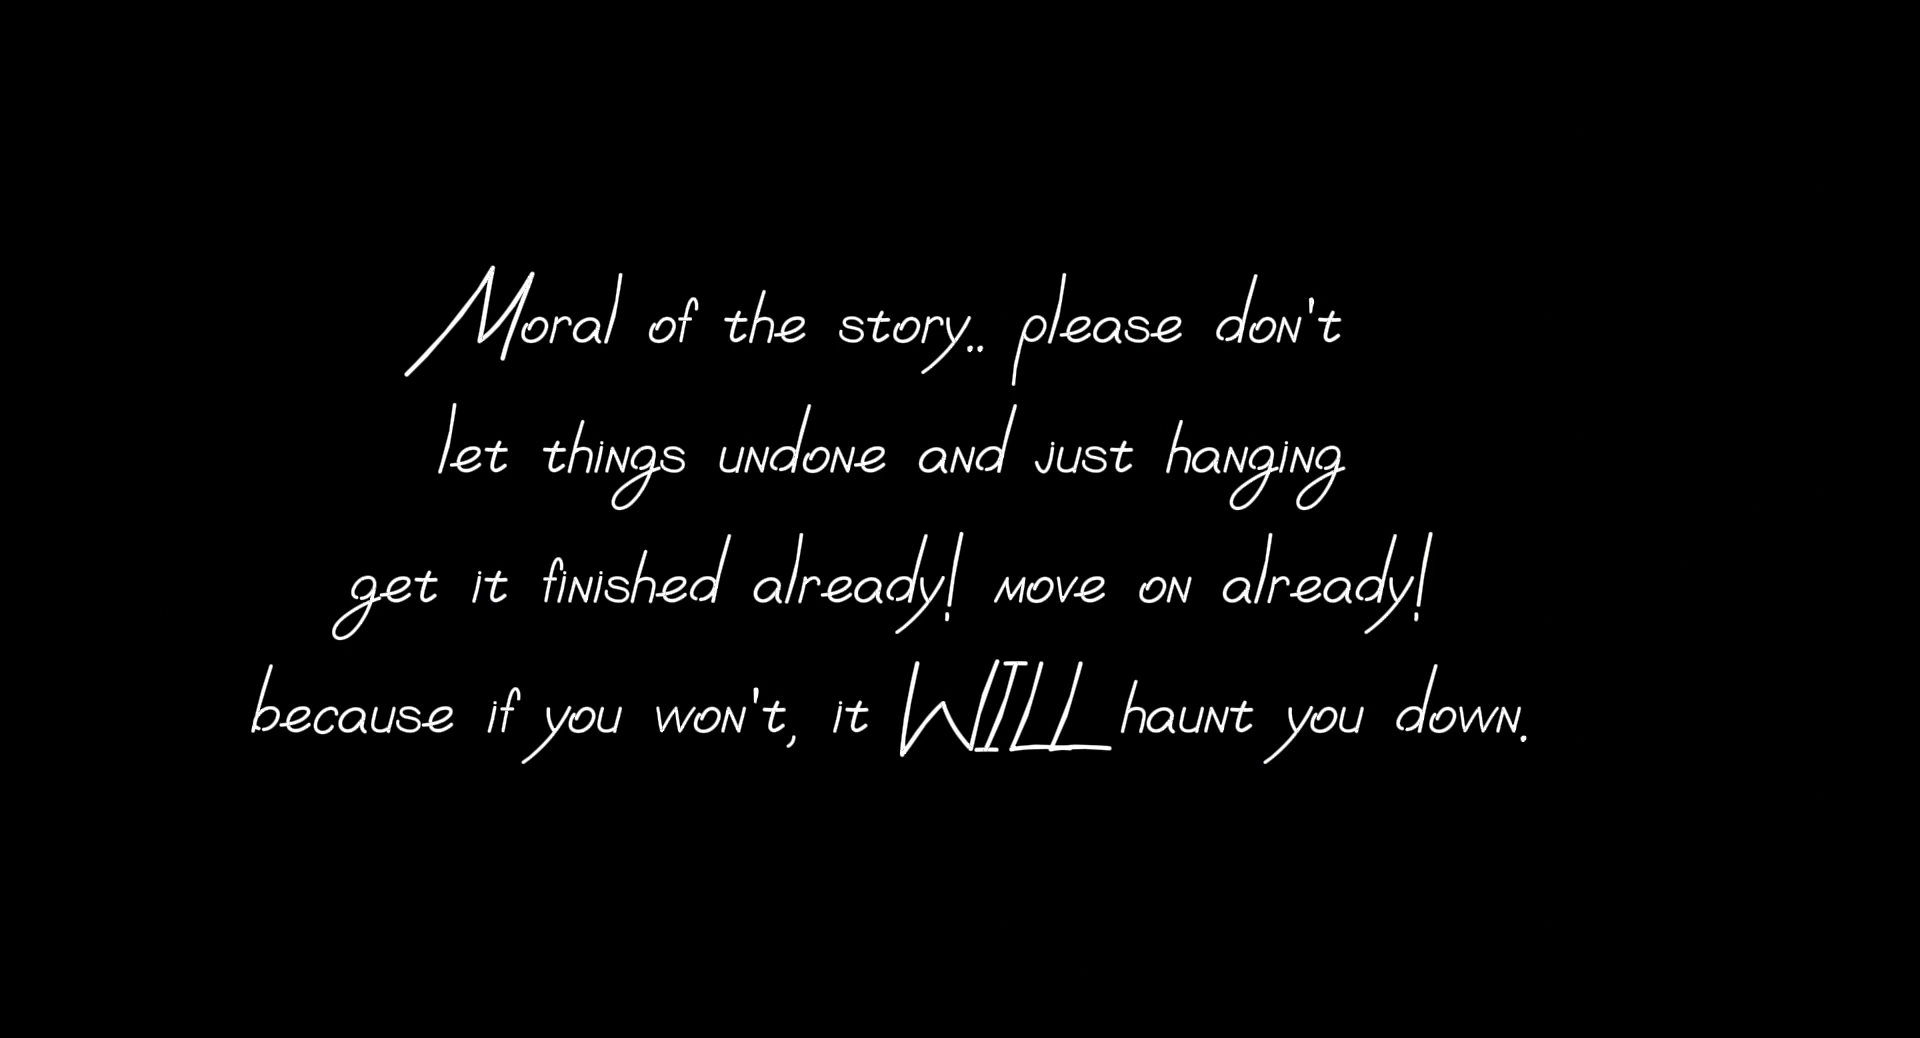 Moral of the story.. please don't
let things undone and just hanging
get it finished already! move on already!
because if you won't, it WILL haunt you down.